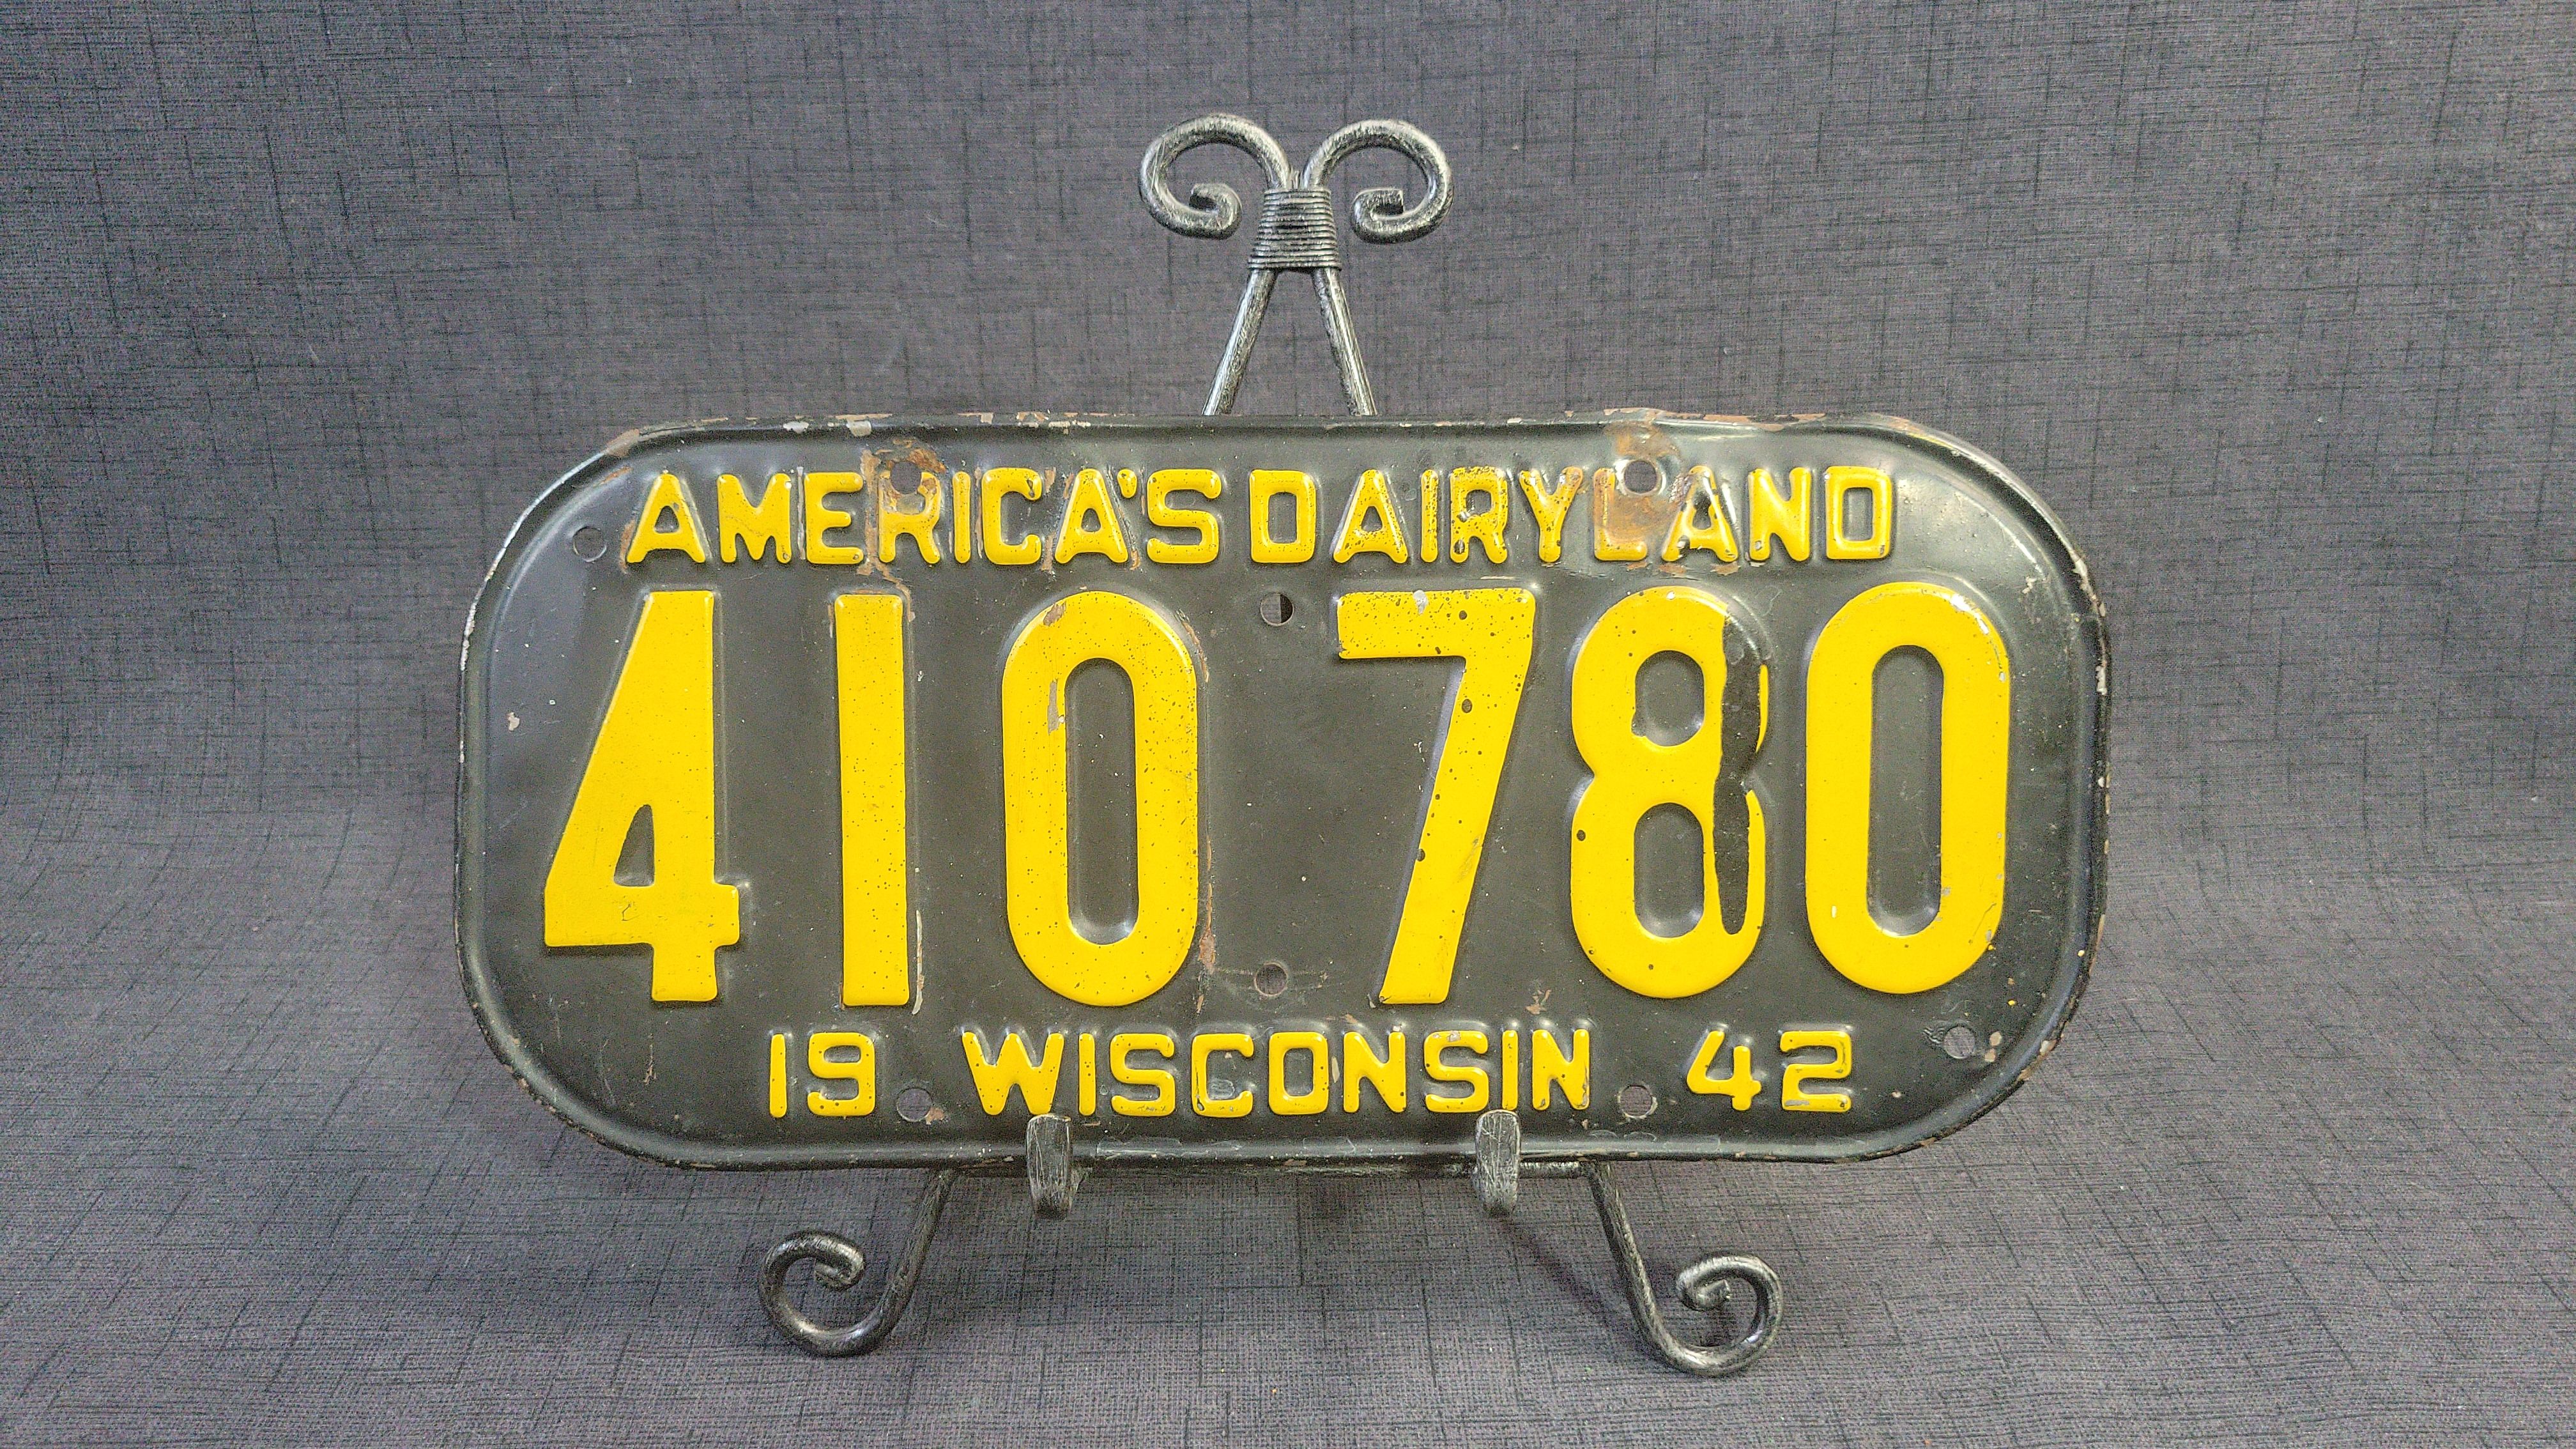 AMERICA'S DAIRYLAND
410 780
19 WISCONSIN 42